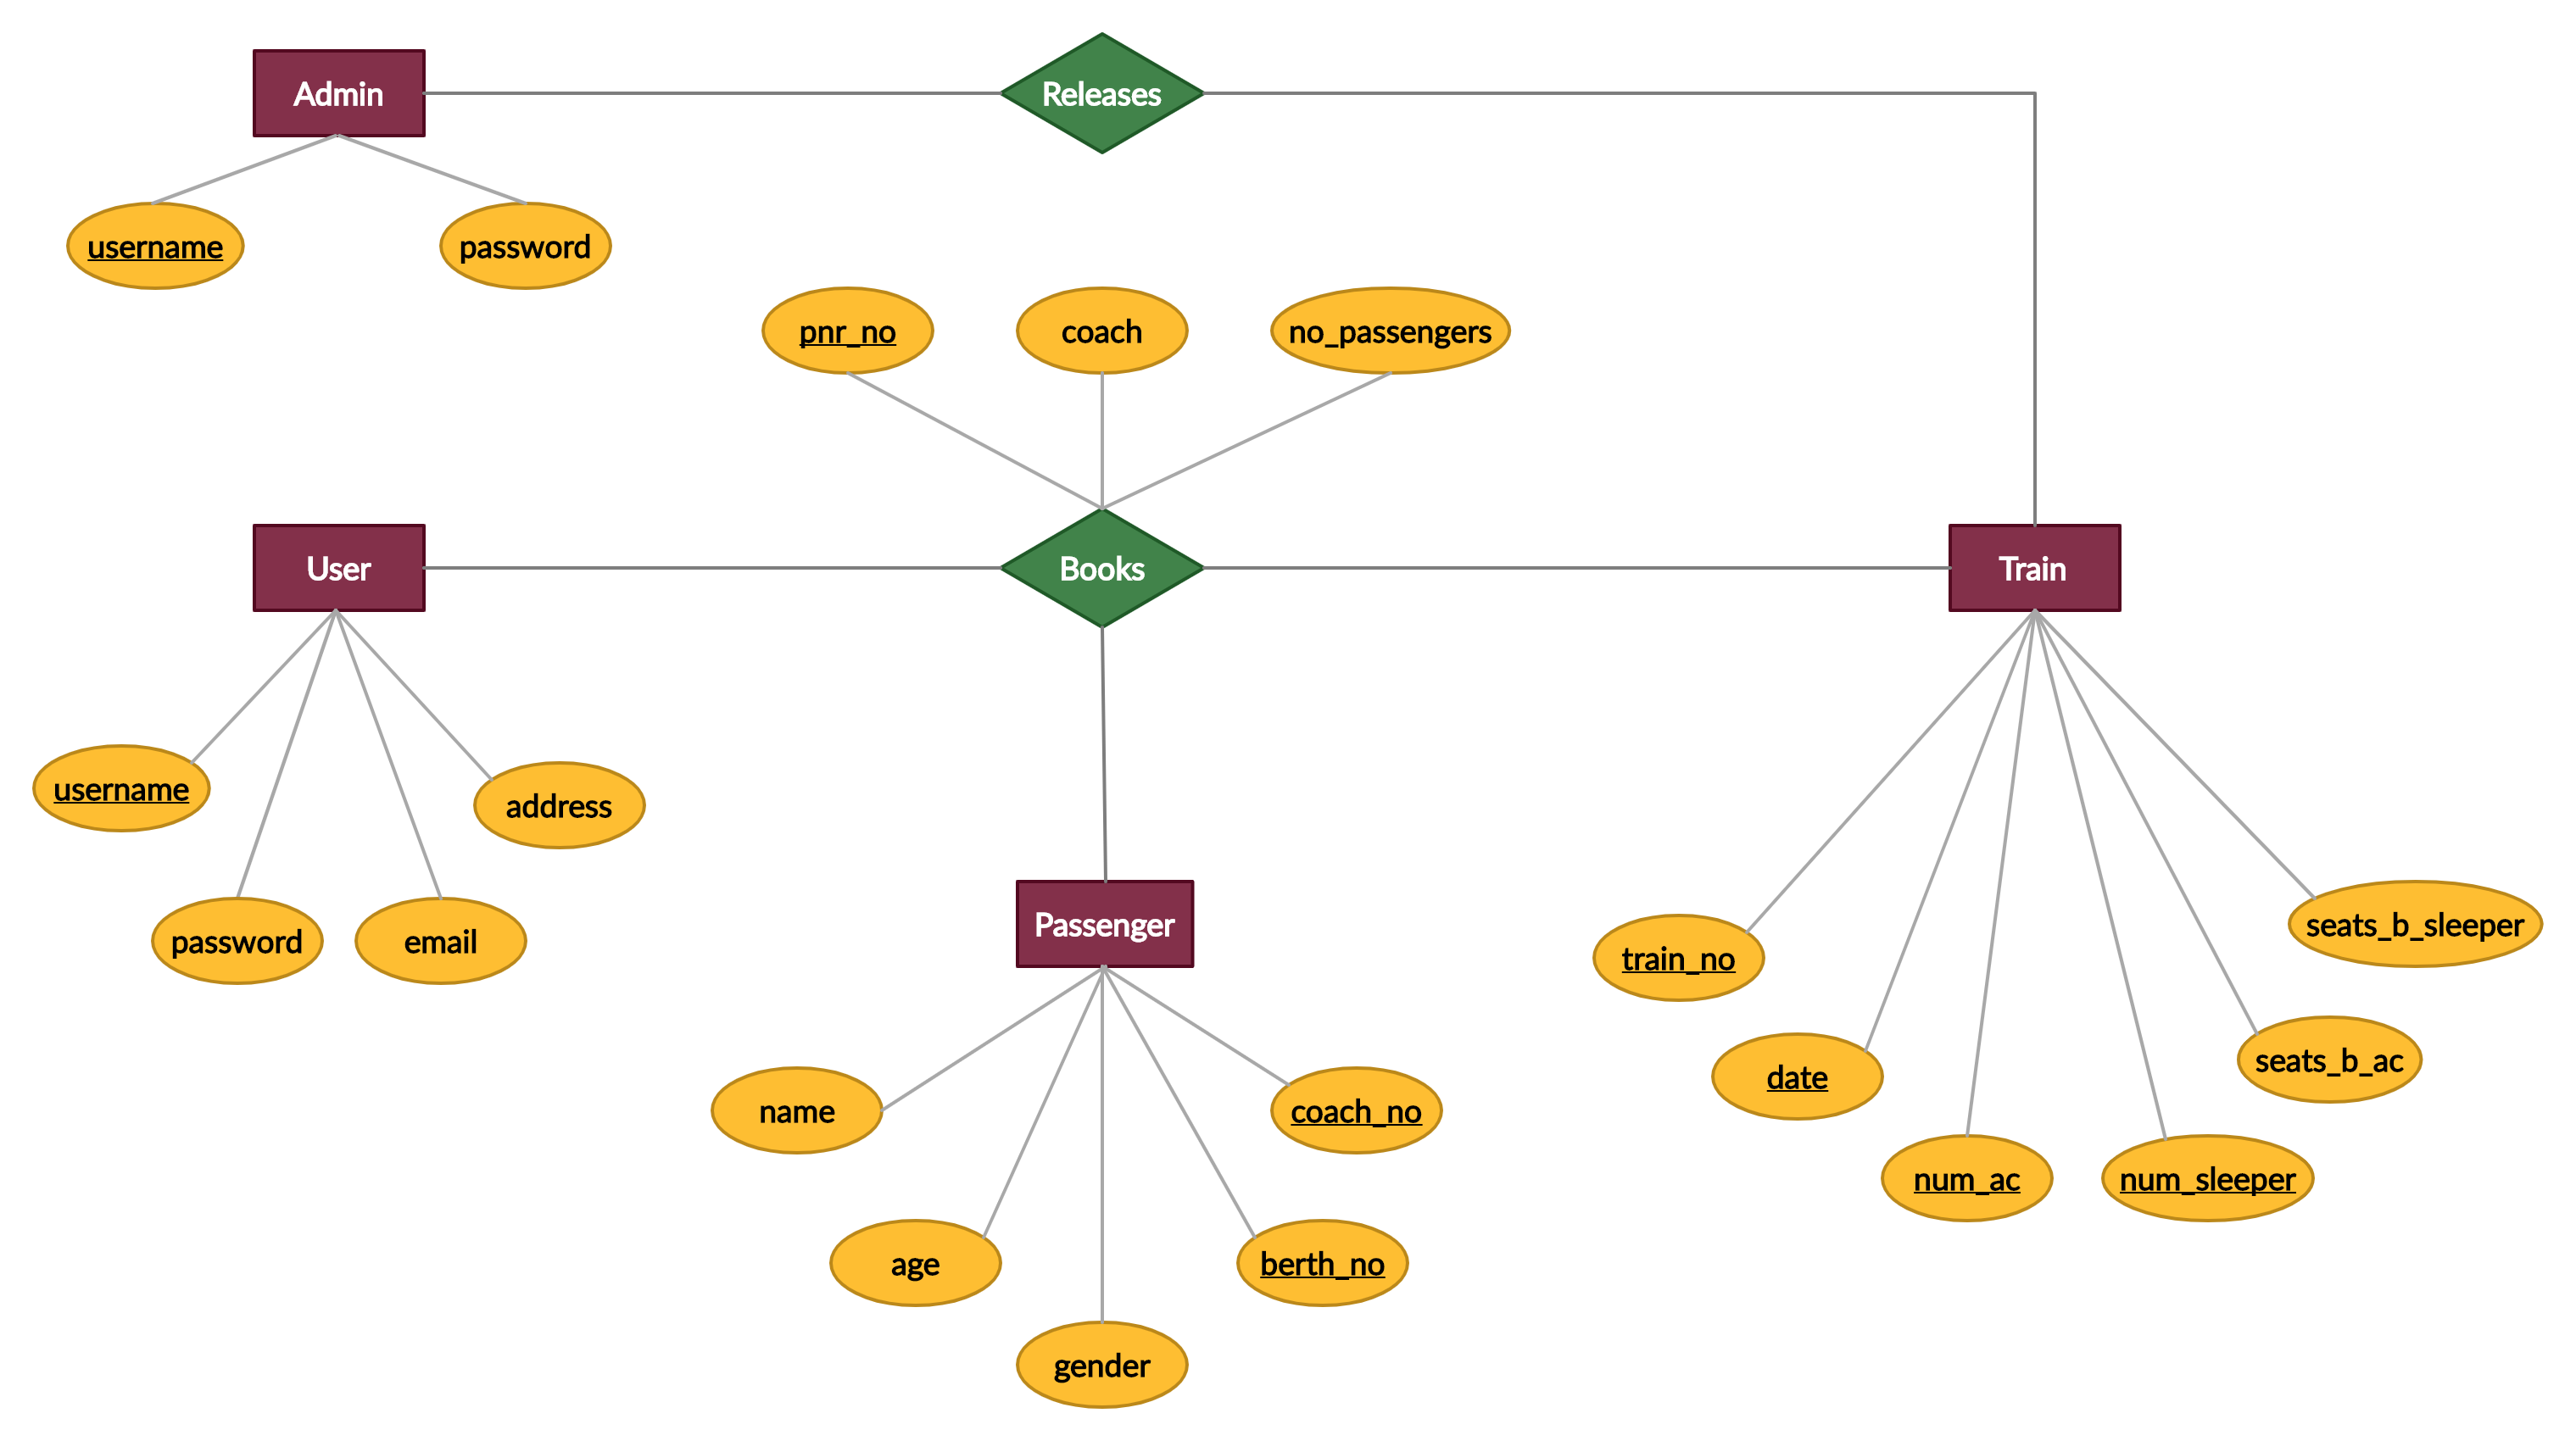 Admin
Releases
username
password
pnr_no
coach
no_passengers
User
Books
Train
username
address
password
email
Passenger
seats_b_sleeper
train_no
date
seats_b_ac
name
coach_no
num_ac
num_sleeper
age
berth_no
gender